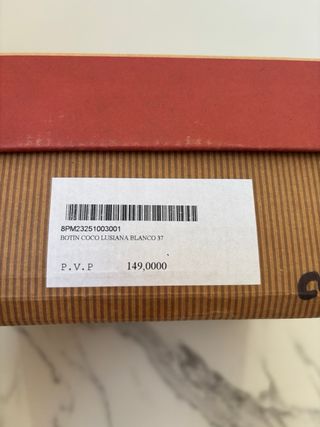 8PM23251003001
BOTIN COCO LUSIANA BLANCO 37
P.V.P 149,0000